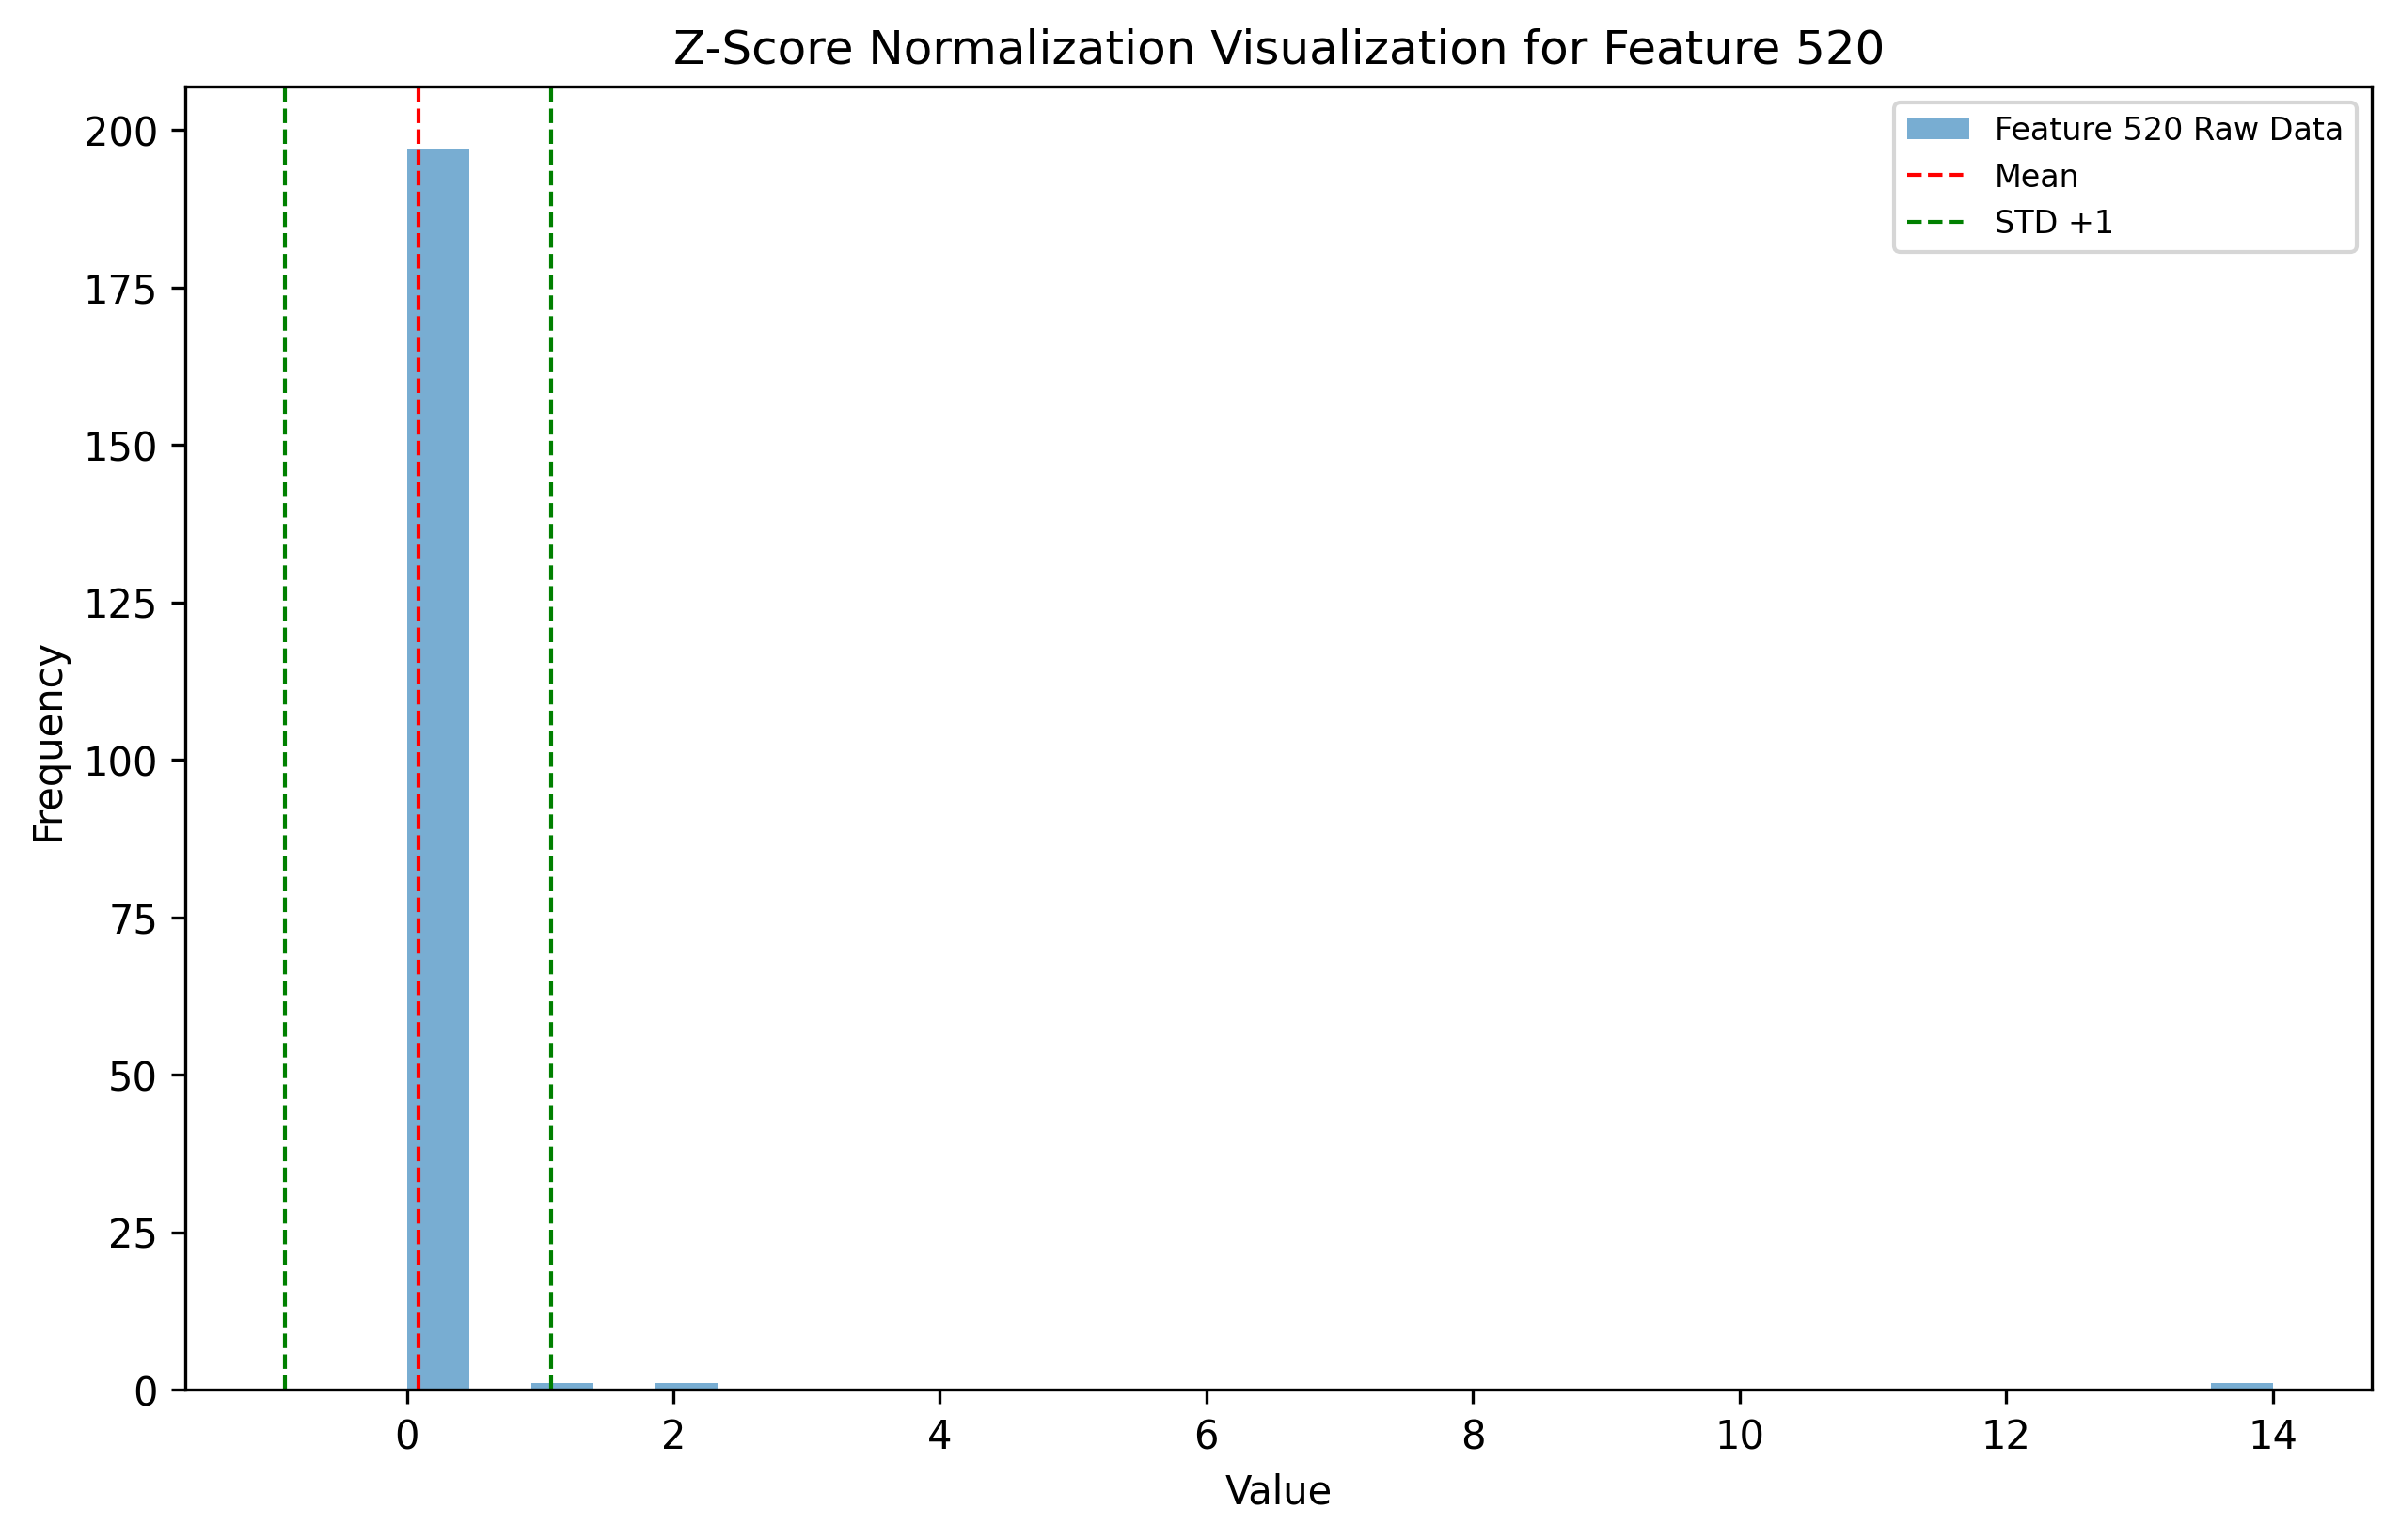 Z-Score Normalization Visualization for Feature 520
Feature 520 Raw Data
Mean
STD +1
200
175
150
125
100
75
50
25
0
Frequency
0 2 4 6 8 10 12 14
Value